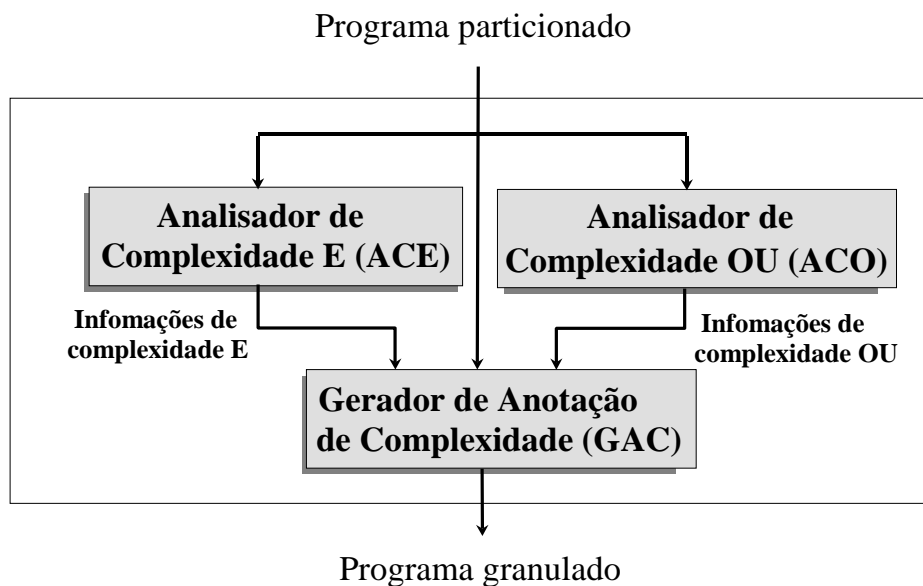 Programa particionado
Analisador de
Complexidade E (ACE)
Analisador de
Complexidade OU (ACO)
Infomações de
complexidade E
Infomações de
complexidade OU
Gerador de Anotação
de Complexidade (GAC)
Programa granulado